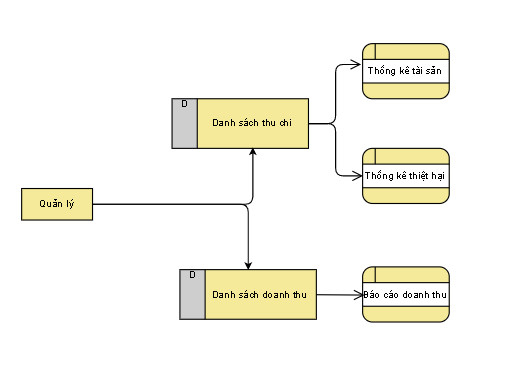 Thống kê tài sản
D
Danh sách thu chi
Thống kê thiệt hại
Quản lý
D
Danh sách doanh thu
Báo cáo doanh thu